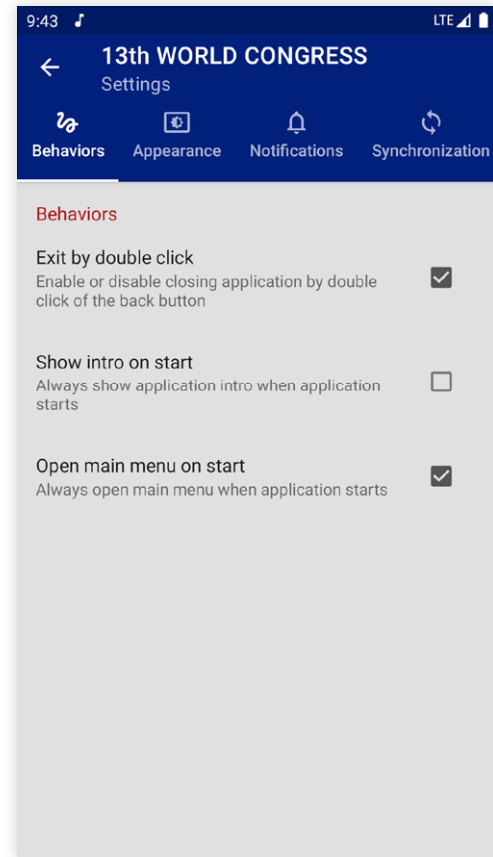 9:43 LTE
13th WORLD CONGRESS
Settings
Behaviors Appearance Notifications Synchronization
Behaviors
Exit by double click
Enable or disable closing application by double
click of the back button
Show intro on start
Always show application intro when application
starts
Open main menu on start
Always open main menu when application starts